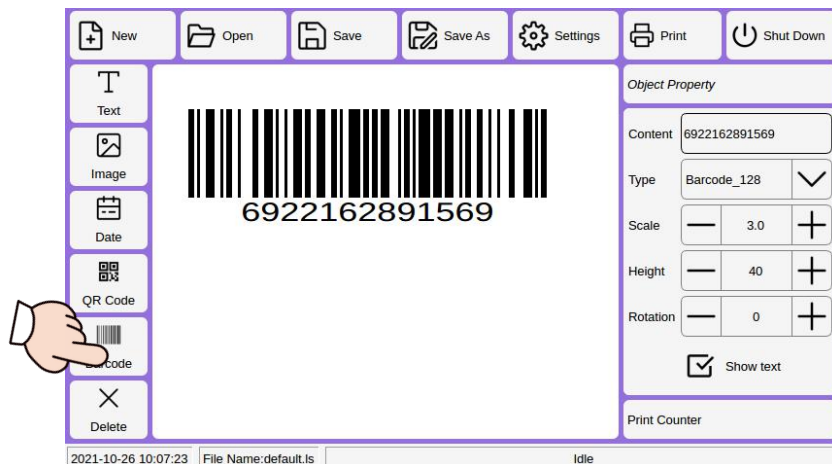 New
Open
Save
Save As
Settings
Print
Shut Down
Text
Image
Date
QR Code
Barcode
Delete
6922162891569
Object Property
Content 6922162891569
Type Barcode_128
Scale 3.0
Height 40
Rotation 0
Show text
Print Counter
2021-10-26 10:07:23 File Name:default.ls Idle